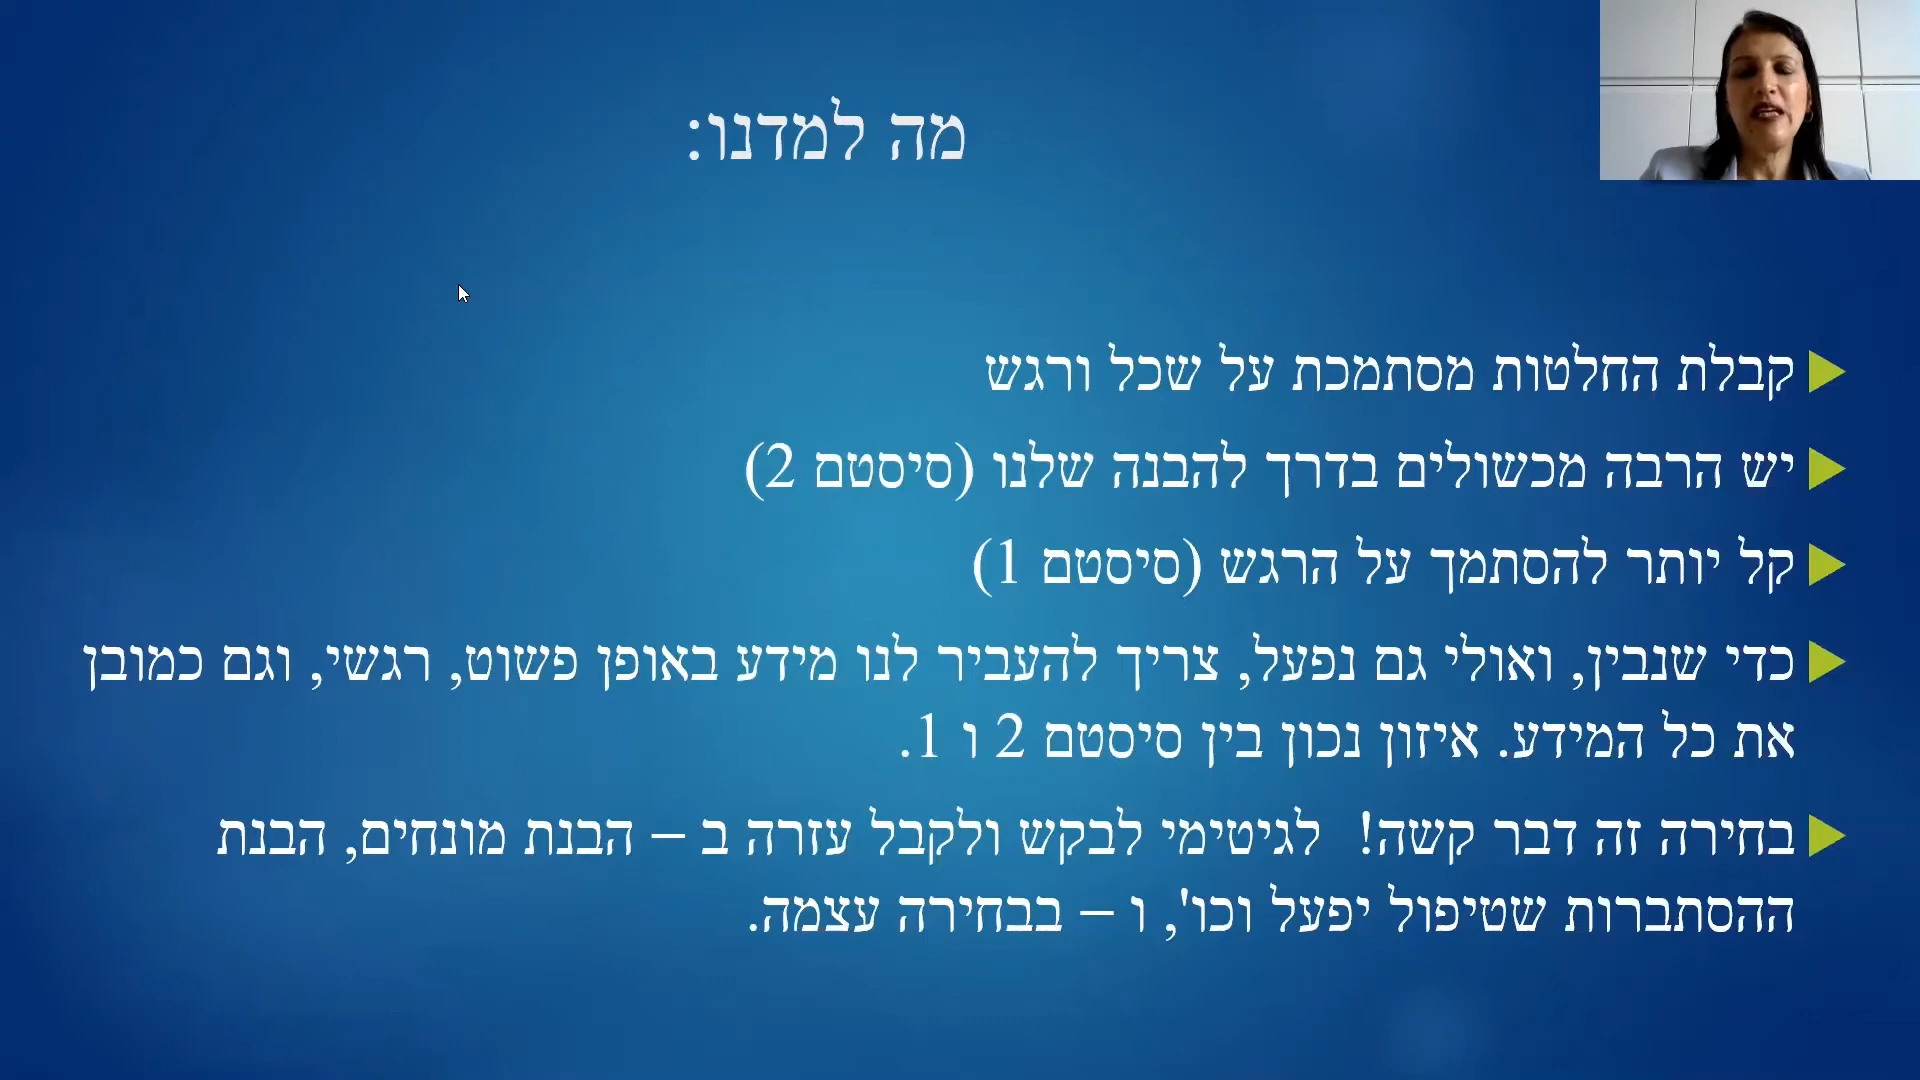 מה למדנו:
קבלת החלטות מסתמכת על שכל ורגש
יש הרבה מכשולים בדרך להבנה שלנו (סיסטם 2)
קל יותר להסתמך על הרגש (סיסטם 1)
כדי שנבין, ואולי גם נפעל, צריך להעביר לנו מידע באופן פשוט, רגשי, וגם כמובן
את כל המידע. איזון נכון בין סיסטם 2 ו 1.
בחירה זה דבר קשה!  לגיטימי לבקש ולקבל עזרה ב – הבנת מונחים, הבנת
ההסתברות שטיפול יפעל וכו', ו – בבחירה עצמה.